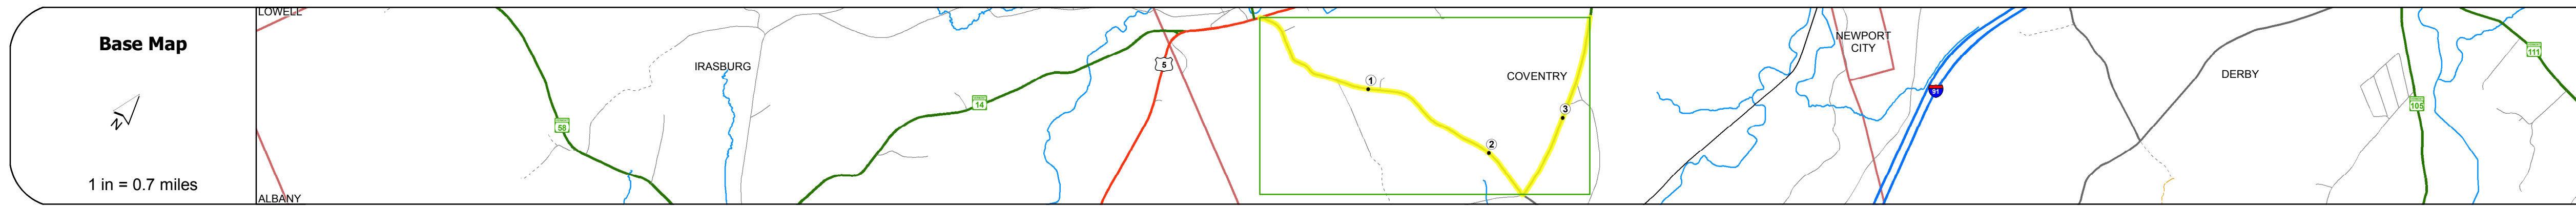 Base Map
N
1 in = 0.7 miles
LOWELL
ALBANY
IRASBURG
58
14
5
1
2
3
COVENTRY
NEWPORT
CITY
91
DERBY
105
111